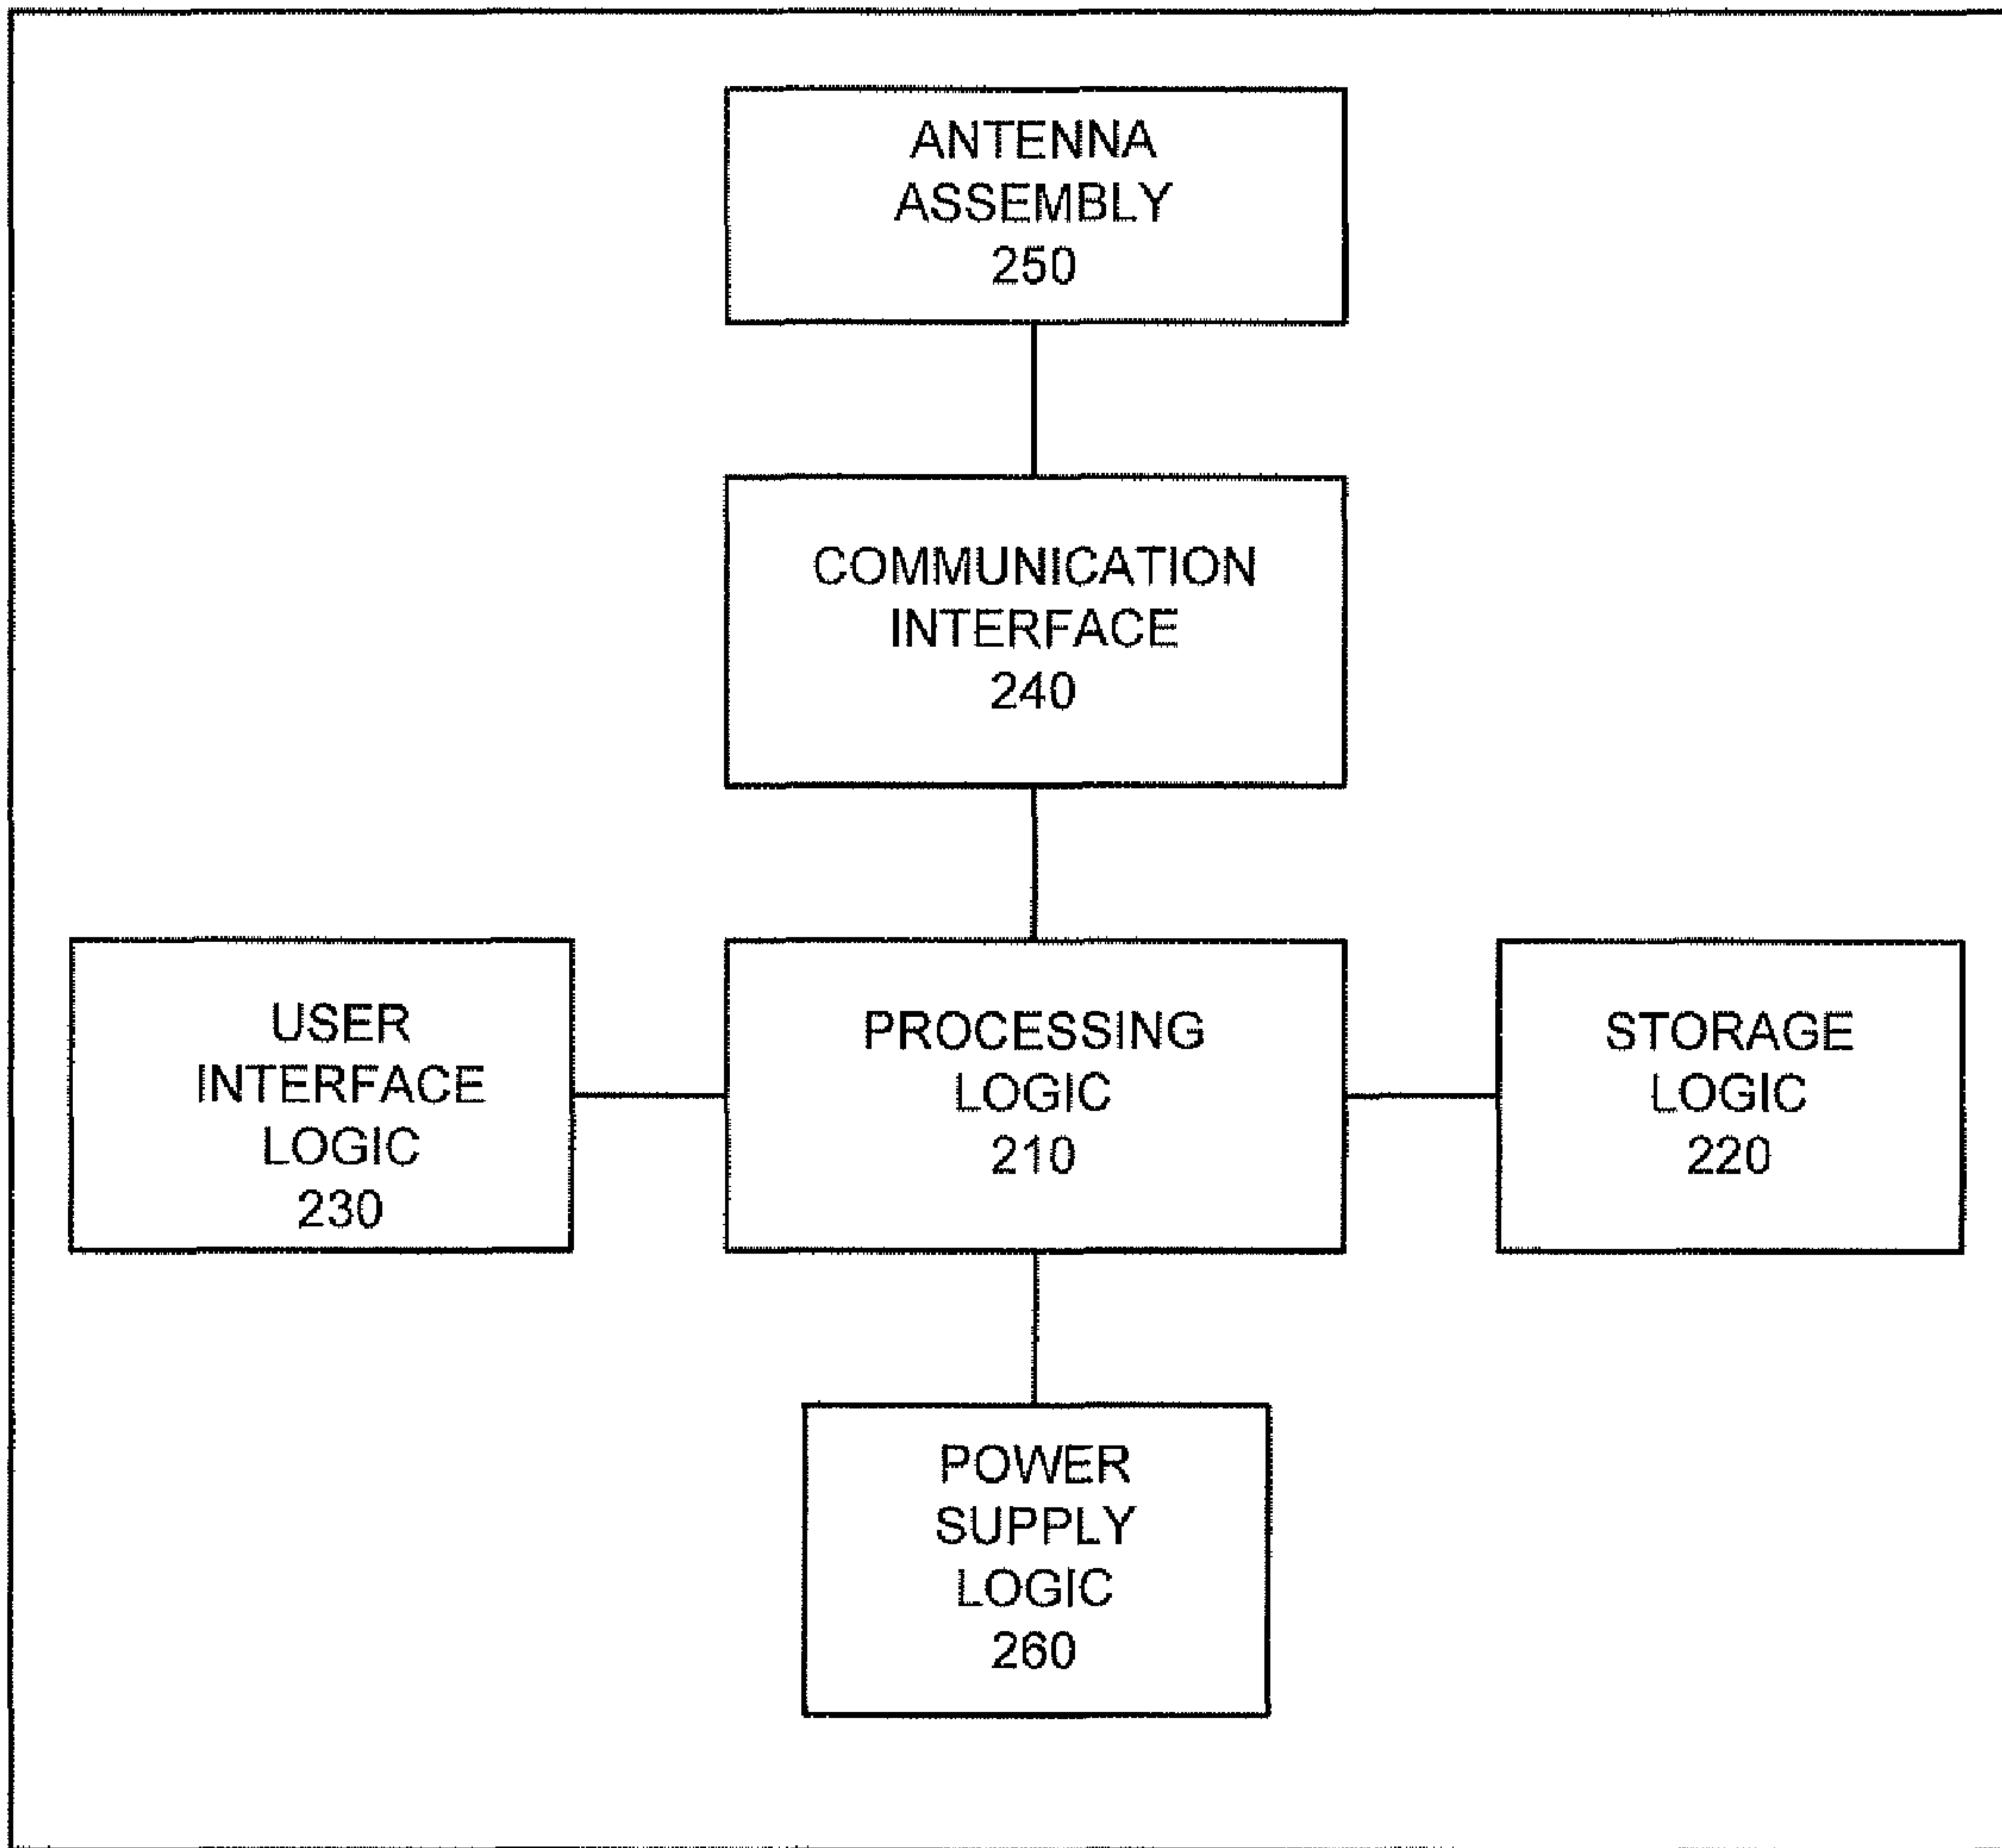 ANTENNA
ASSEMBLY
250
COMMUNICATION
INTERFACE
240
USER
INTERFACE
LOGIC
230
PROCESSING
LOGIC
210
STORAGE
LOGIC
220
POWER
SUPPLY
LOGIC
260